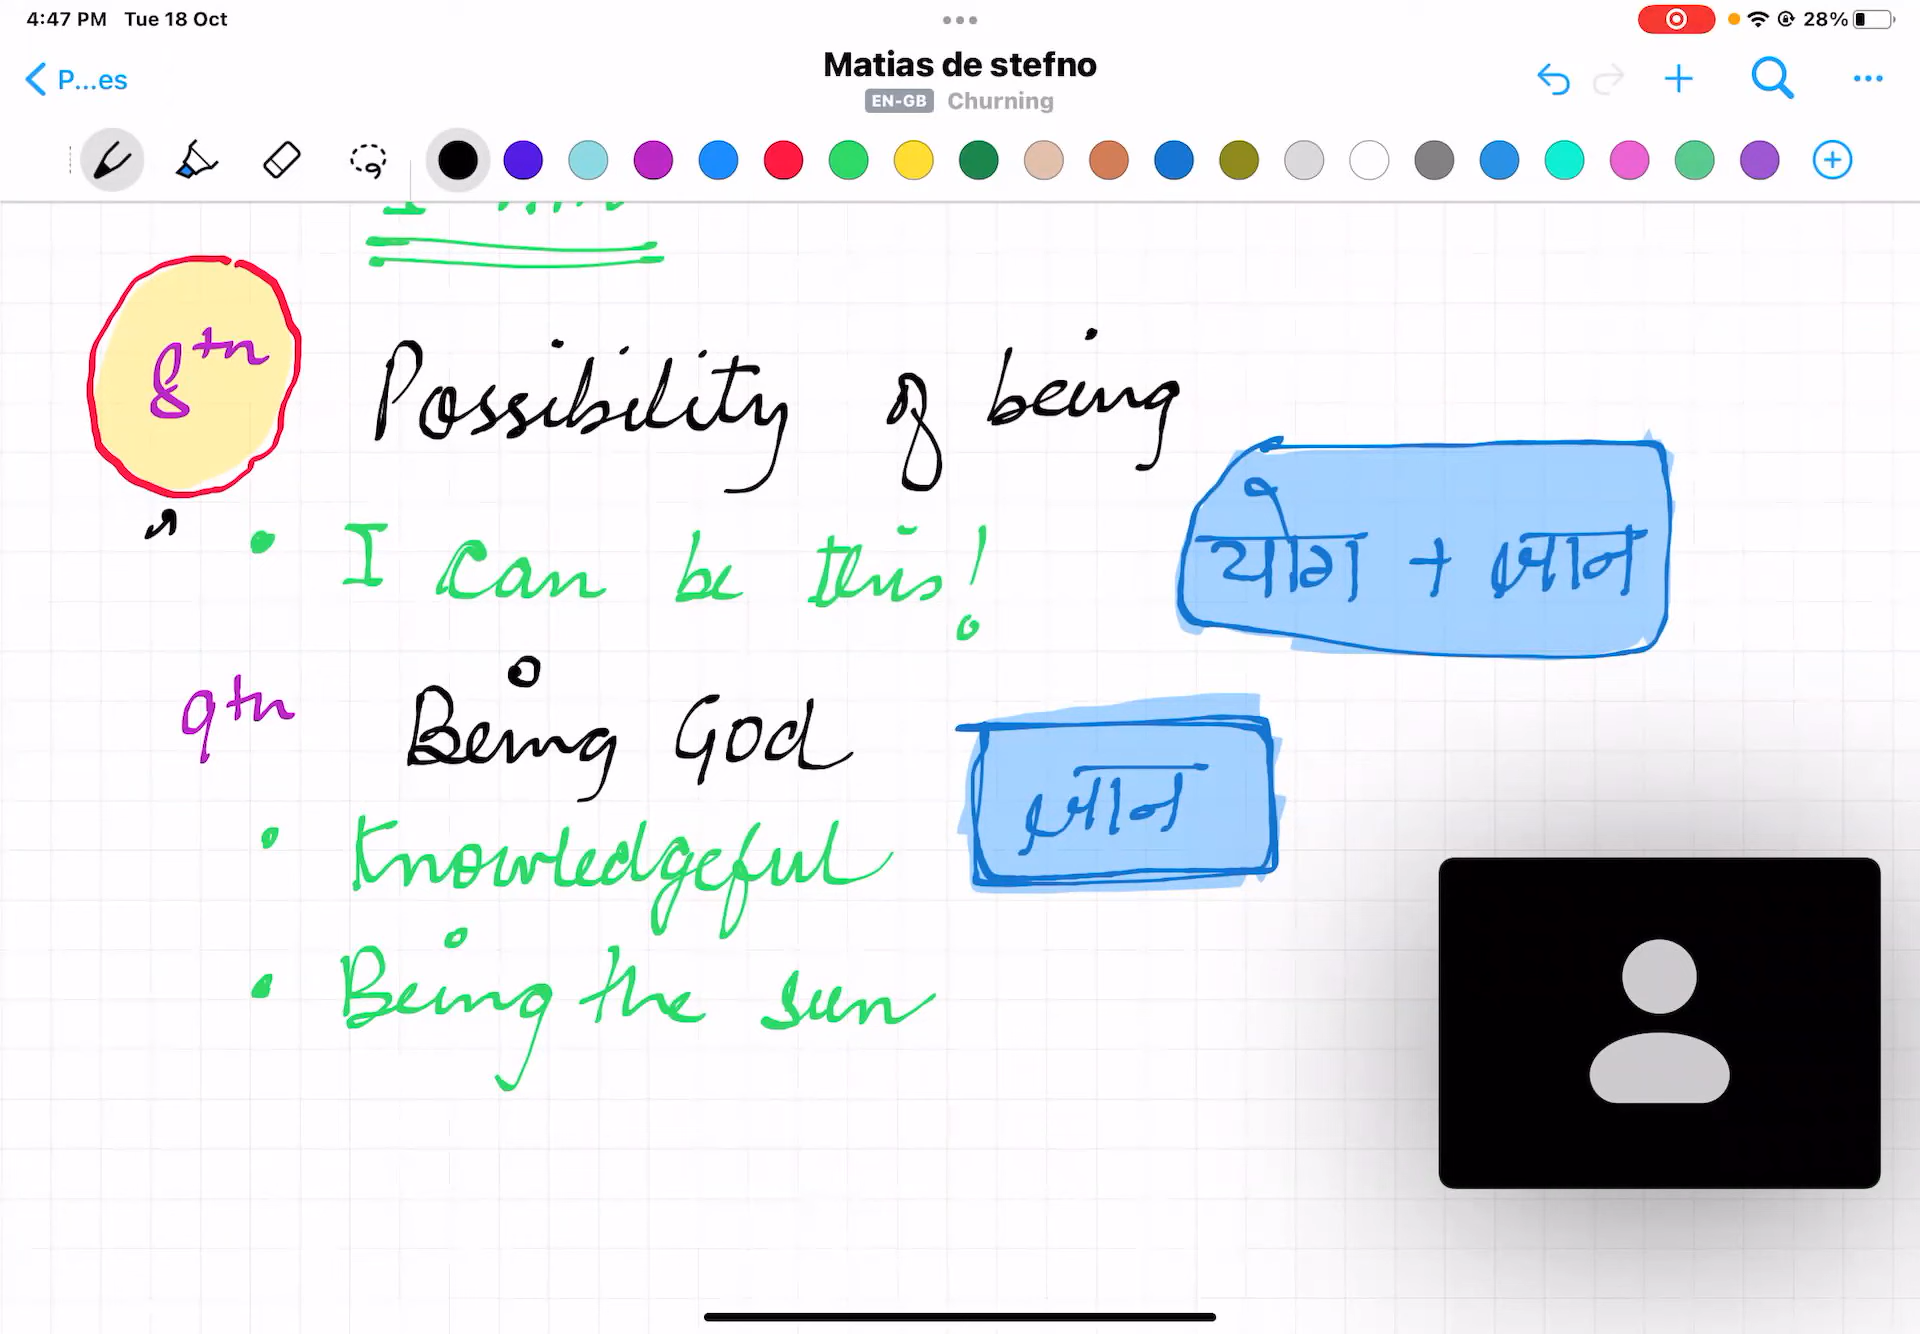 4:47 PM Tue 18 Oct
28%
P...es
Matias de stefno
EN-GB Churning
8th Possibility of being
• I can be this!
योग + ज्ञान
9th Being God
ज्ञान
• Knowledgeful
• Being the sun